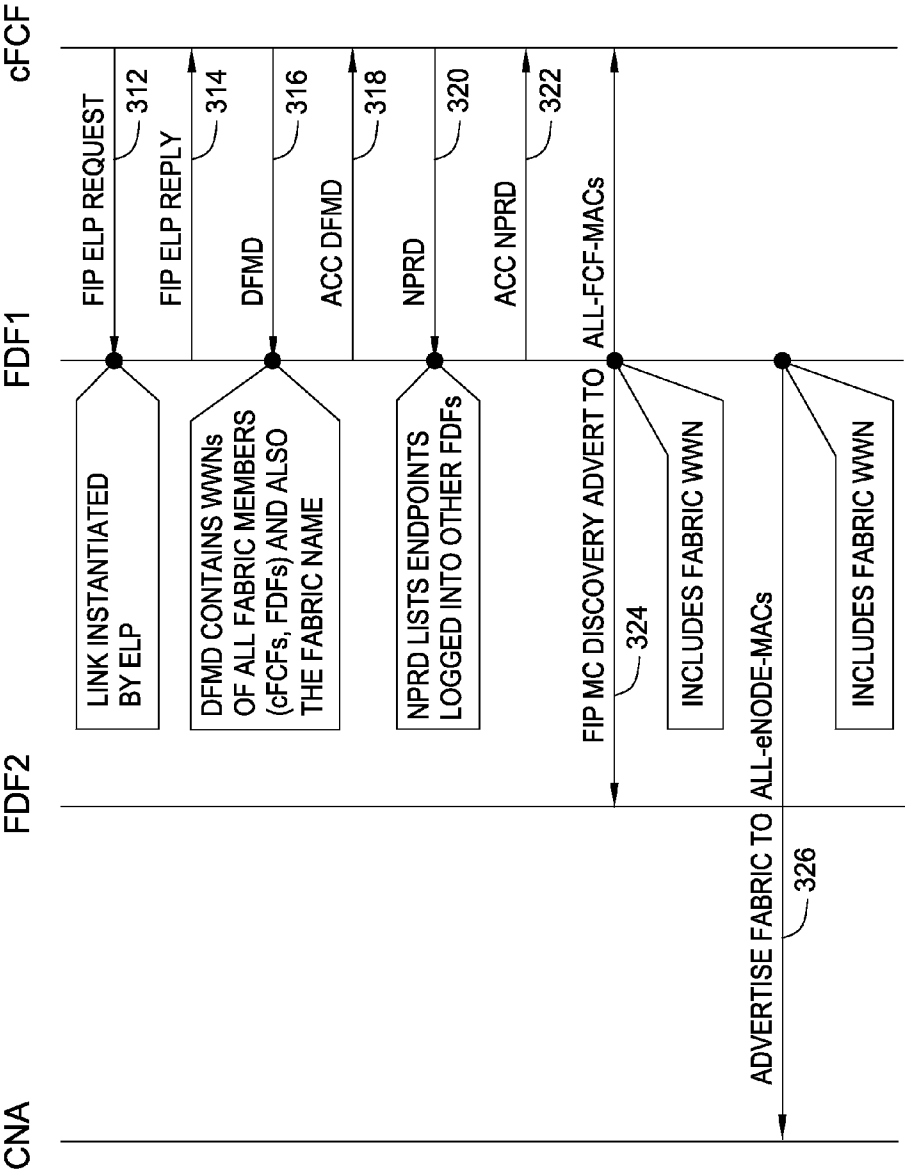 CNA
FDF2
FDF1
cFCF
FIP ELP REQUEST
312
LINK INSTANTIATED
BY ELP
FIP ELP REPLY
314
DFMD
316
DFMD CONTAINS WWNs
OF ALL FABRIC MEMBERS
(cFCFs, FDFs) AND ALSO
THE FABRIC NAME
ACC DFMD
318
NPRD
320
NPRD LISTS ENDPOINTS
LOGGED INTO OTHER FDFs
ACC NPRD
322
FIP MC DISCOVERY ADVERT TO ALL-FCF-MACs
324
INCLUDES FABRIC WWN
ADVERTISE FABRIC TO ALL-eNODE-MACs
326
INCLUDES FABRIC WWN